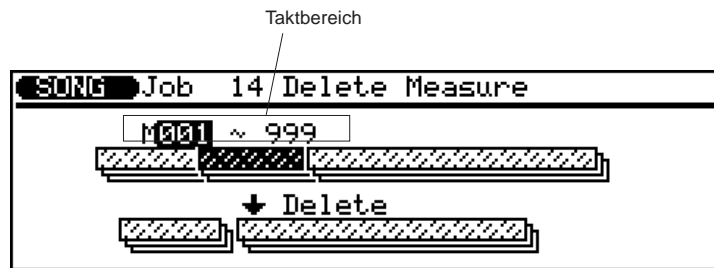 Taktbereich
SONG Job 14 Delete Measure
M001 ~ 999
Delete